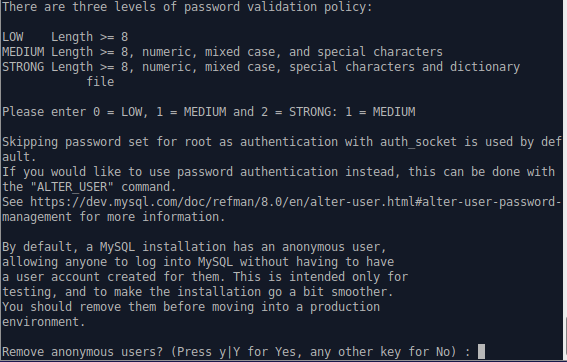 There are three levels of password validation policy:
LOW    Length >= 8
MEDIUM Length >= 8, numeric, mixed case, and special characters
STRONG Length >= 8, numeric, mixed case, special characters and dictionary
            file
Please enter 0 = LOW, 1 = MEDIUM and 2 = STRONG: 1 = MEDIUM
Skipping password set for root as authentication with auth_socket is used by def
ault.
If you would like to use password authentication instead, this can be done with
the "ALTER_USER" command.
See https://dev.mysql.com/doc/refman/8.0/en/alter-user.html#alter-user-password-
management for more information.
By default, a MySQL installation has an anonymous user,
allowing anyone to log into MySQL without having to have
a user account created for them. This is intended only for
testing, and to make the installation go a bit smoother.
You should remove them before moving into a production
environment.
Remove anonymous users? (Press y|Y for Yes, any other key for No) :